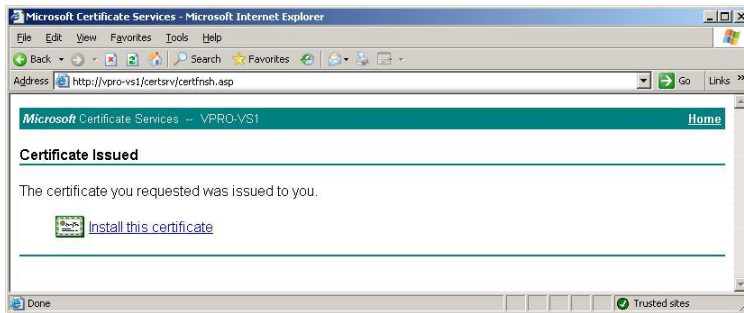 Microsoft Certificate Services - Microsoft Internet Explorer
File Edit View Favorites Tools Help
Back Search Favorites
Address http://vpro-vs1/certsrv/certfnsh.asp Go Links »
Microsoft Certificate Services -- VPRO-VS1 Home
Certificate Issued
The certificate you requested was issued to you.
Install this certificate
Done Trusted sites